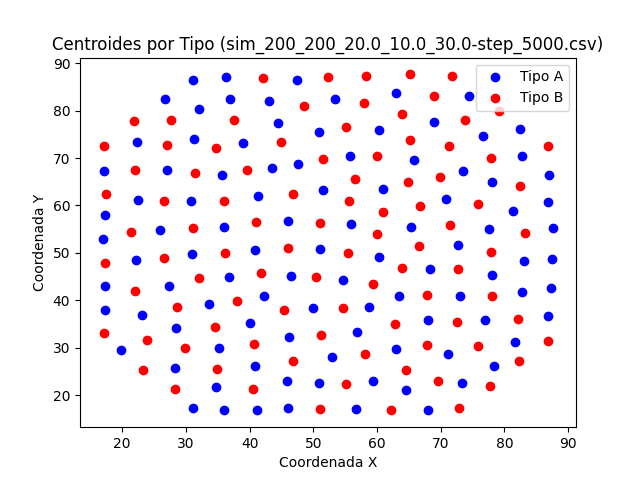 Centroides por Tipo (sim_200_200_20.0_10.0_30.0-step_5000.csv)
Tipo A
Tipo B
90
80
70
60
50
40
30
20
Coordenada Y
20 30 40 50 60 70 80 90
Coordenada X